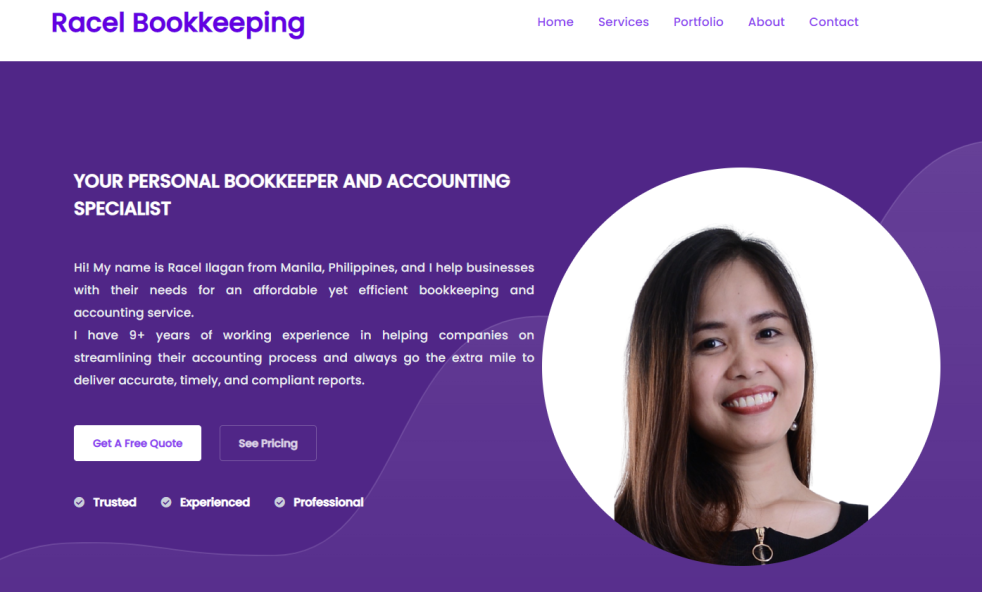 Racel Bookkeeping
Home Services Portfolio About Contact
YOUR PERSONAL BOOKKEEPER AND ACCOUNTING
SPECIALIST
Hi! My name is Racel Ilagan from Manila, Philippines, and I help businesses
with their needs for an affordable yet efficient bookkeeping and
accounting service.
I have 9+ years of working experience in helping companies on
streamlining their accounting process and always go the extra mile to
deliver accurate, timely, and compliant reports.
Get A Free Quote See Pricing
Trusted Experienced Professional